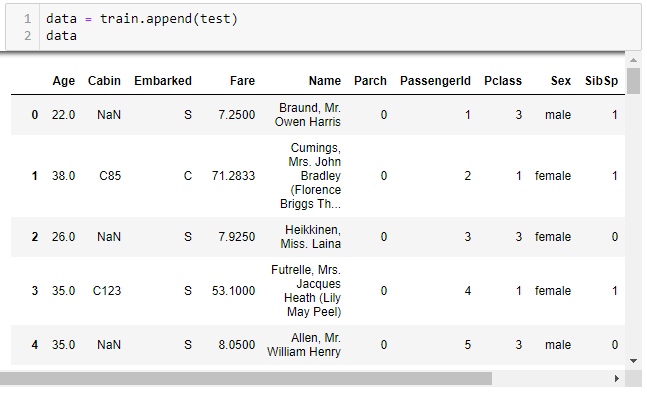 1 data = train.append(test)
2 data
Age Cabin Embarked Fare Name Parch PassengerId Pclass Sex SibSp
0 22.0 NaN S 7.2500 Braund, Mr. Owen Harris 0 1 3 male 1
1 38.0 C85 C 71.2833 Cumings, Mrs. John Bradley (Florence Briggs Th... 0 2 1 female 1
2 26.0 NaN S 7.9250 Heikkinen, Miss. Laina 0 3 3 female 0
3 35.0 C123 S 53.1000 Futrelle, Mrs. Jacques Heath (Lily May Peel) 0 4 1 female 1
4 35.0 NaN S 8.0500 Allen, Mr. William Henry 0 5 3 male 0